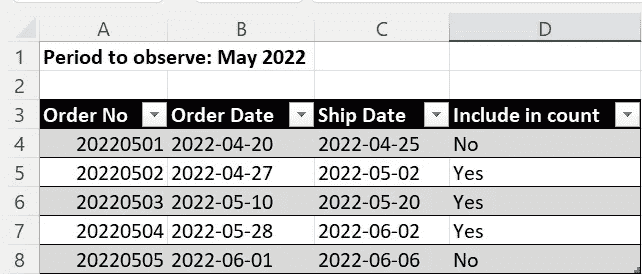 A B C D
1 Period to observe: May 2022
2
3 Order No Order Date Ship Date Include in count
4 20220501 2022-04-20 2022-04-25 No
5 20220502 2022-04-27 2022-05-02 Yes
6 20220503 2022-05-10 2022-05-20 Yes
7 20220504 2022-05-28 2022-06-02 Yes
8 20220505 2022-06-01 2022-06-06 No